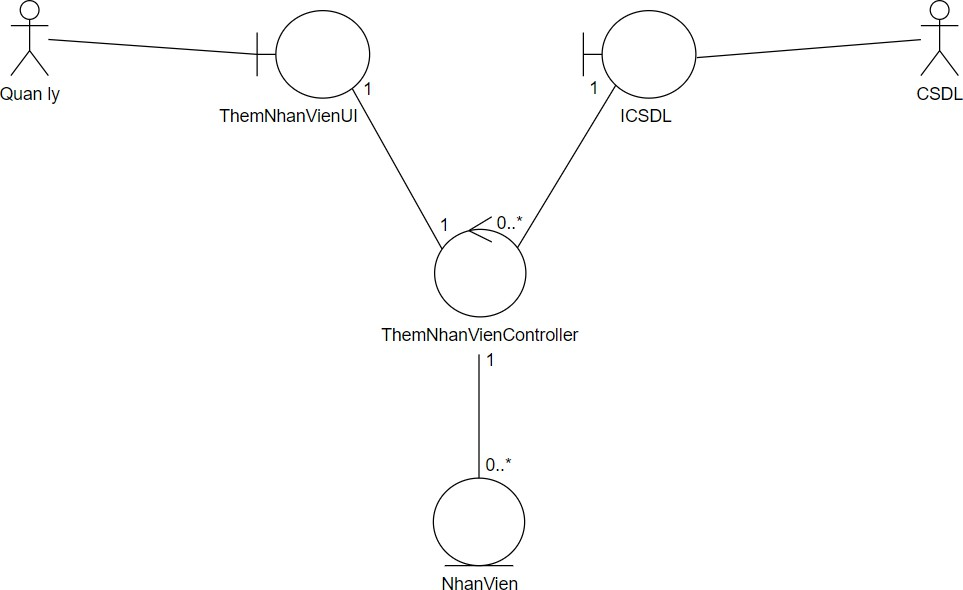 Quan ly
ThemNhanVienUI
1
1
ICSDL
CSDL
1
0..*
ThemNhanVienController
1
0..*
NhanVien